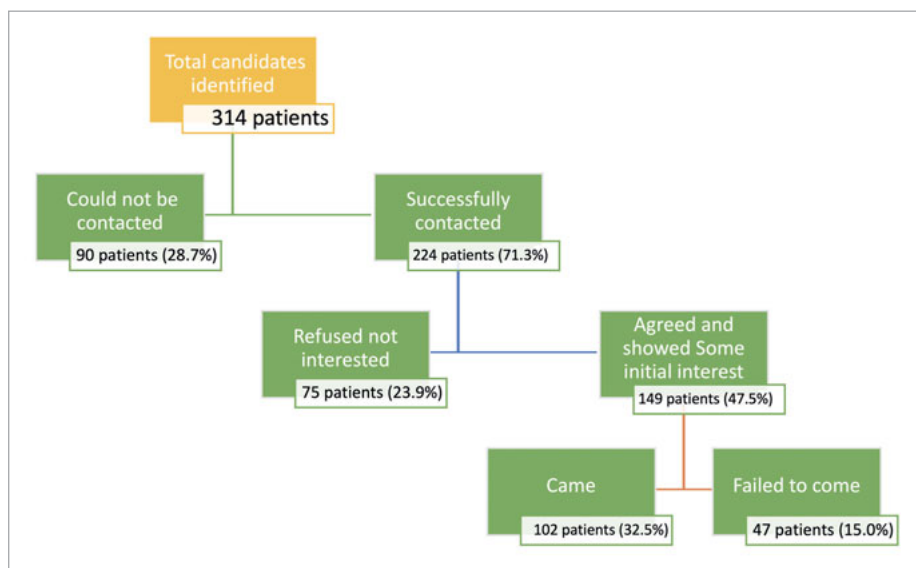 Total candidates
identified
314 patients
Could not be
contacted
90 patients (28.7%)
Successfully
contacted
224 patients (71.3%)
Refused not
interested
75 patients (23.9%)
Agreed and
showed Some
initial interest
149 patients (47.5%)
Came
102 patients (32.5%)
Failed to come
47 patients (15.0%)